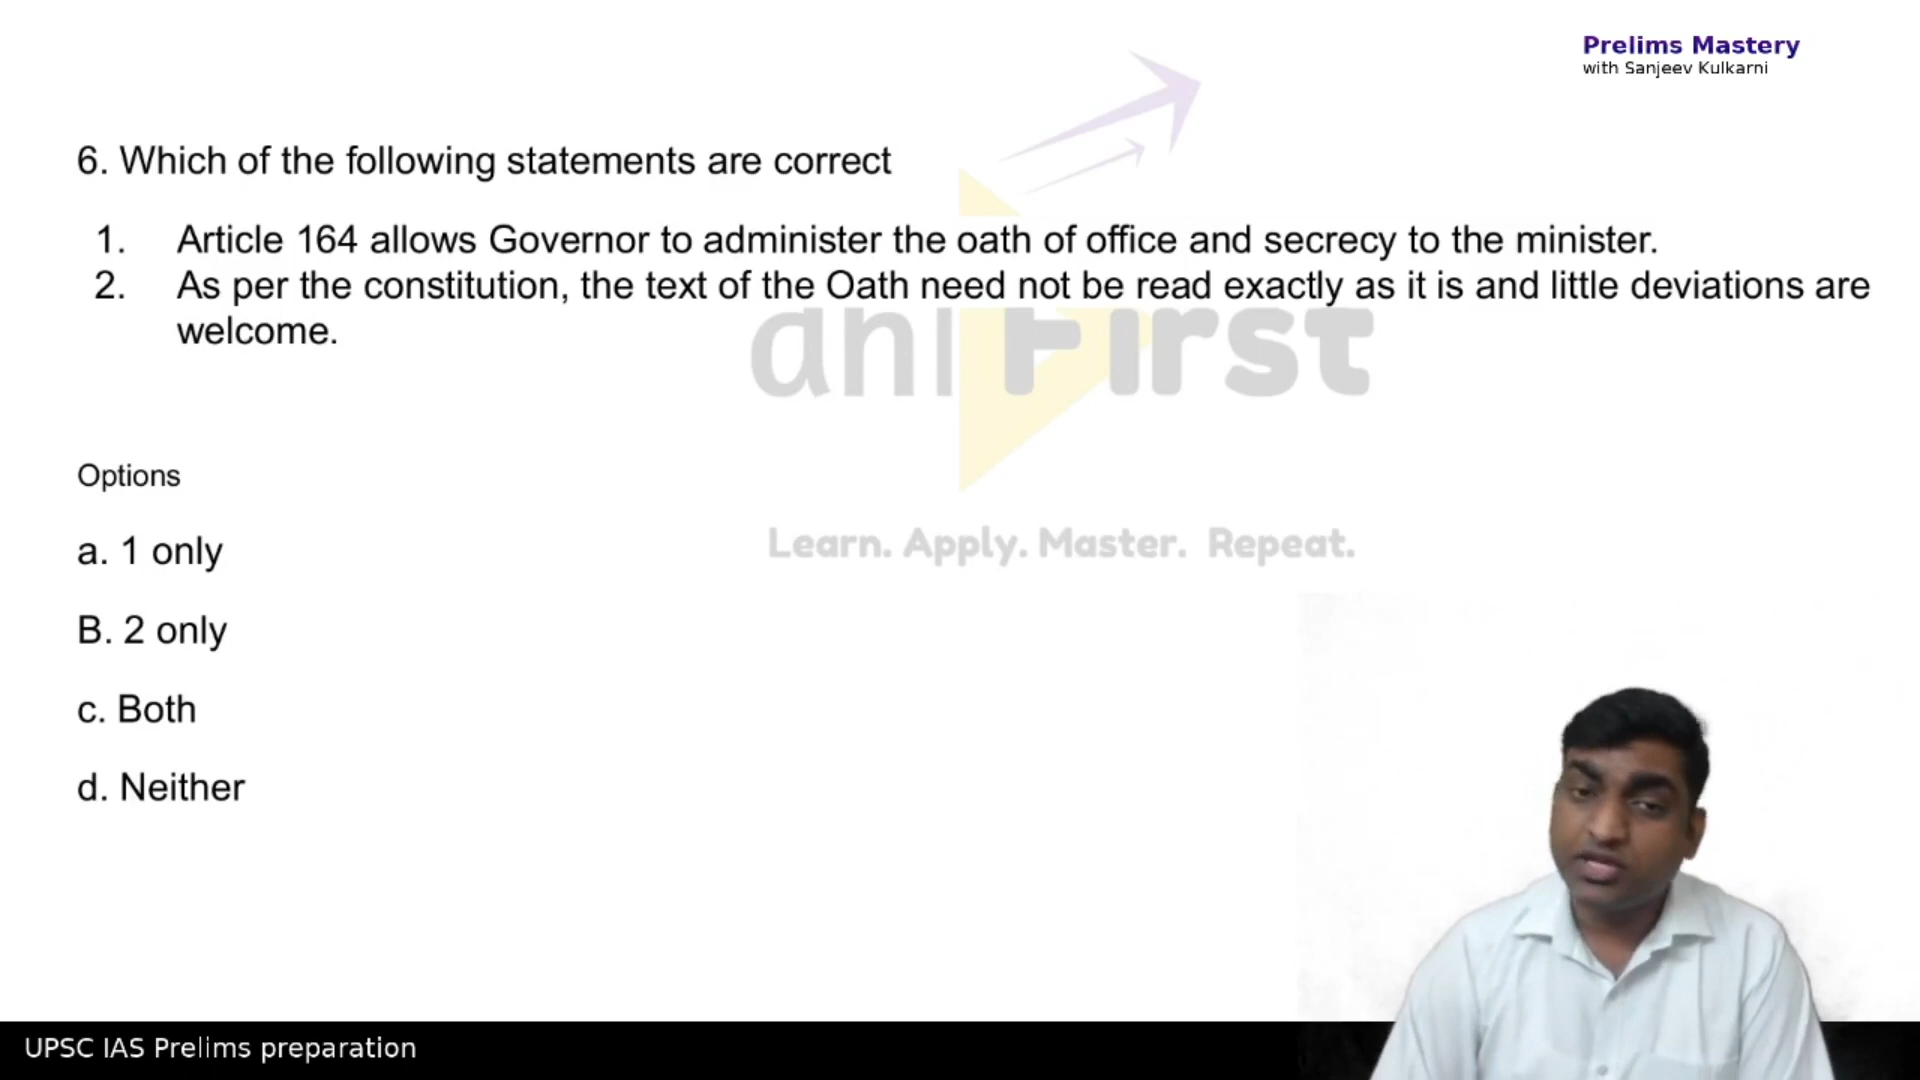 Prelims Mastery
with Sanjeev Kulkarni
6. Which of the following statements are correct
1. Article 164 allows Governor to administer the oath of office and secrecy to the minister.
2. As per the constitution, the text of the Oath need not be read exactly as it is and little deviations are
welcome.
ani First
Learn. Apply. Master. Repeat.
Options
a. 1 only
B. 2 only
c. Both
d. Neither
UPSC IAS Prelims preparation